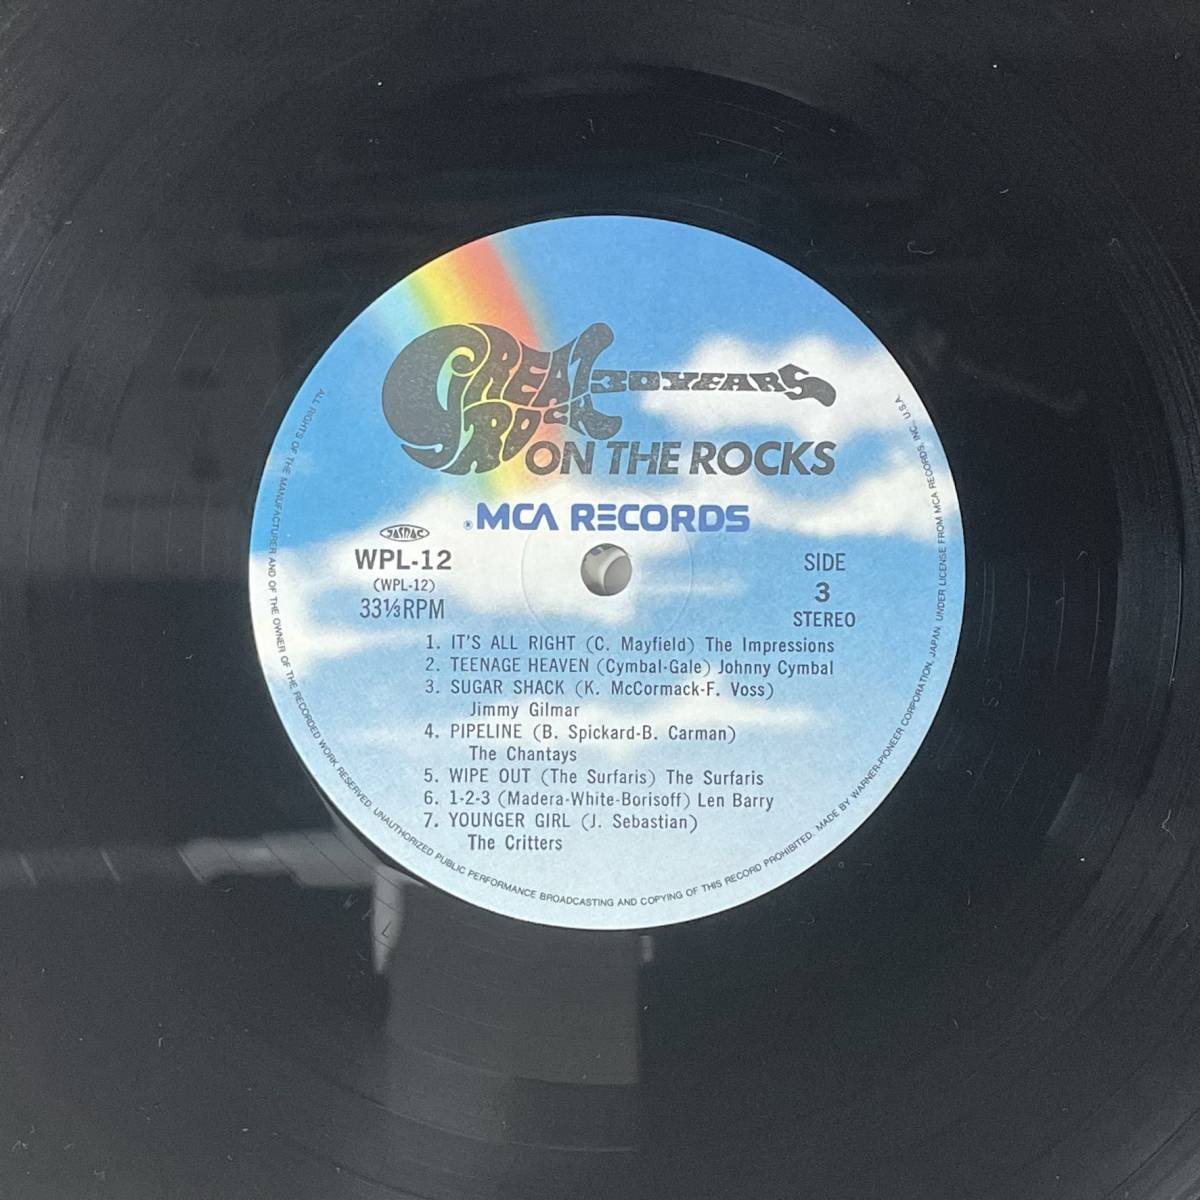 GREAT ROCK 30 YEARS
ON THE ROCKS
® MCA RECORDS
JASRAC
WPL-12
(WPL-12)
33⅓RPM
SIDE
3
STEREO
1. IT'S ALL RIGHT (C. Mayfield) The Impressions
2. TEENAGE HEAVEN (Cymbal-Gale) Johnny Cymbal
3. SUGAR SHACK (K. McCormack-F. Voss)
Jimmy Gilmar
4. PIPELINE (B. Spickard-B. Carman)
The Chantays
5. WIPE OUT (The Surfaris) The Surfaris
6. 1-2-3 (Madera-White-Borisoff) Len Barry
7. YOUNGER GIRL (J. Sebastian)
The Critters
ALL RIGHTS OF THE MANUFACTURER AND OF THE OWNER OF THE RECORDED WORK RESERVED. UNAUTHORIZED PUBLIC PERFORMANCE BROADCASTING AND COPYING OF THIS RECORD PROHIBITED. MADE BY WARNER-PIONEER CORPORATION, JAPAN. UNDER LICENSE FROM MCA RECORDS, INC., U.S.A.